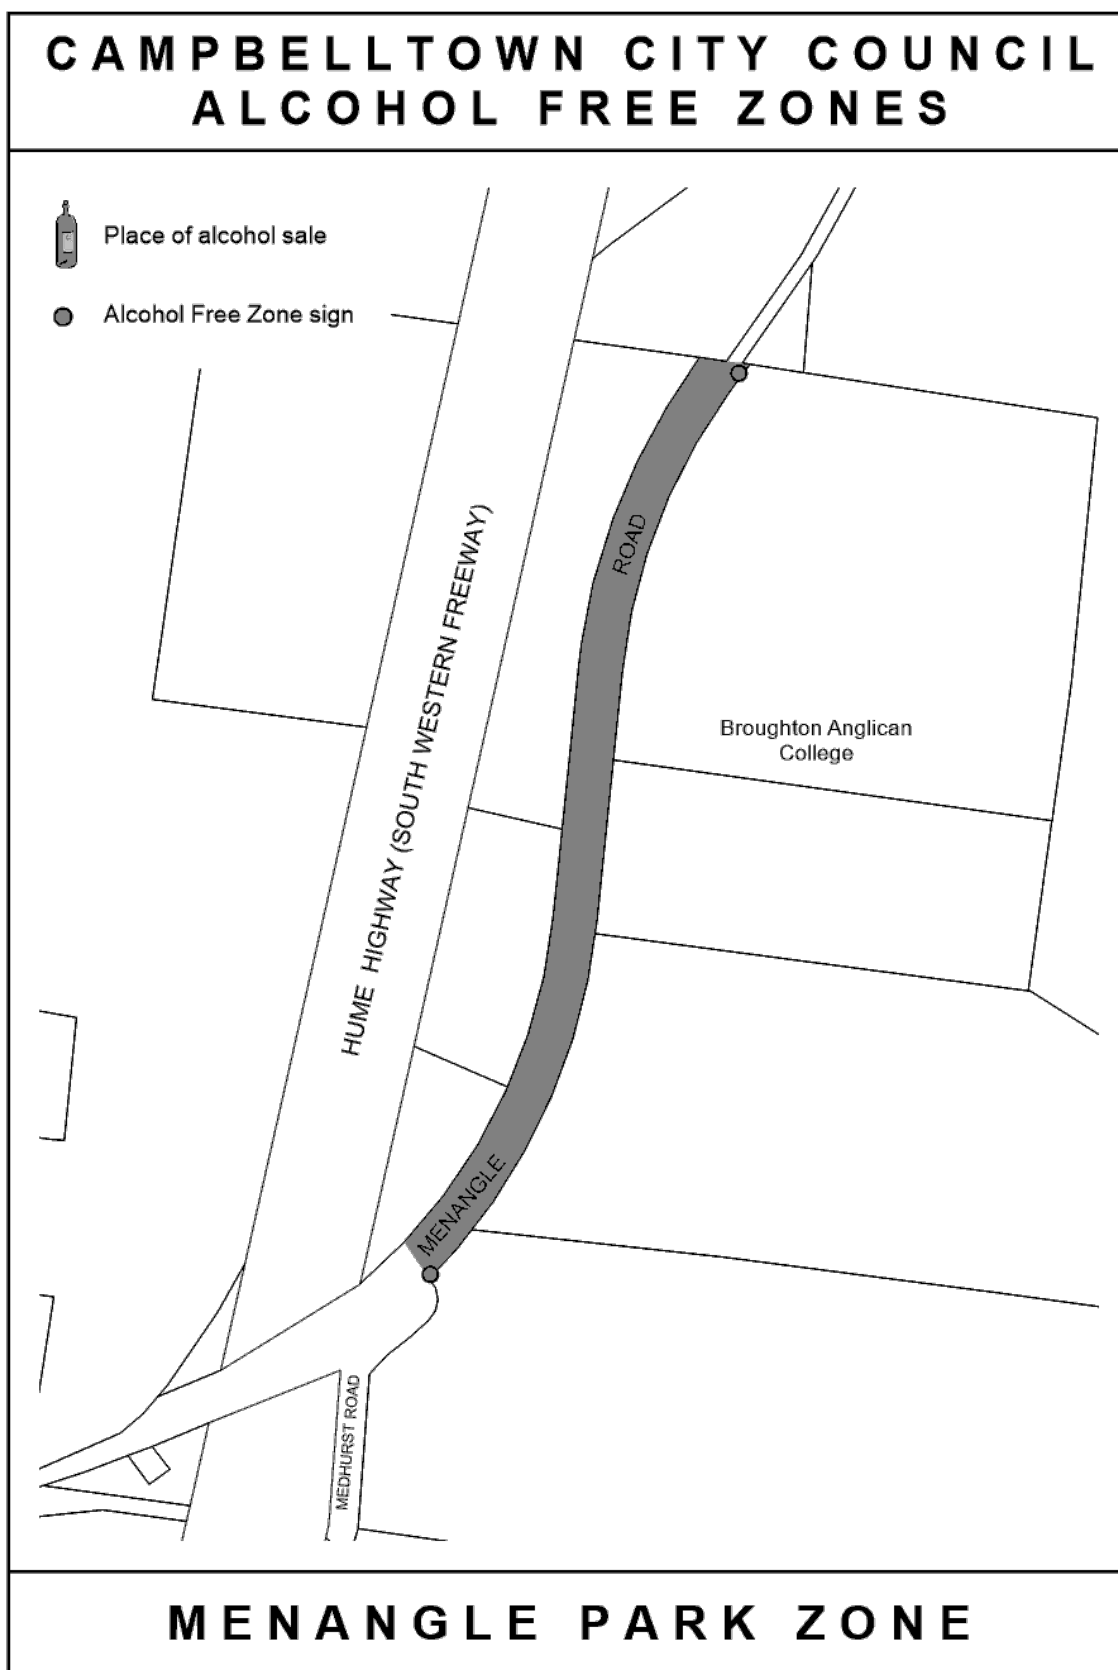 CAMPBELLTOWN CITY COUNCIL
ALCOHOL FREE ZONES
Place of alcohol sale
Alcohol Free Zone sign
HUME HIGHWAY (SOUTH WESTERN FREEWAY)
ROAD
Broughton Anglican
College
MENANGLE
MEDHURST ROAD
MENANGLE PARK ZONE